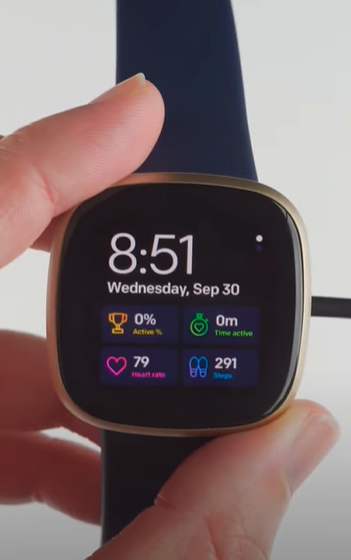 8:51
Wednesday, Sep 30
0%
Active %
0m
Time active
79
Heart rate
291
Steps